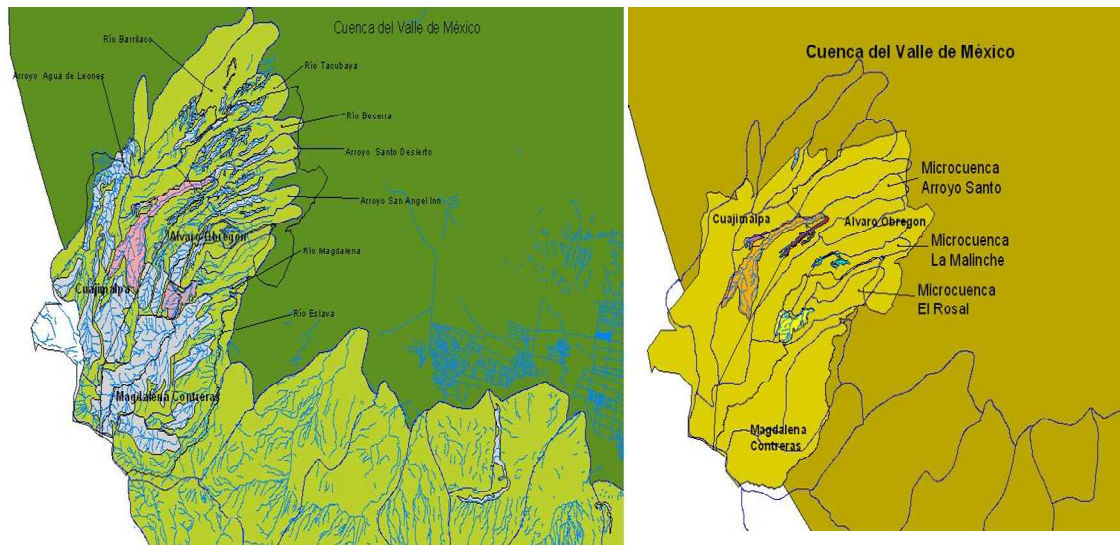 Cuenca del Valle de México
Río Barrilaco
Río Tacubaya
Arroyo Agua de Leones
Río Becerra
Arroyo Santo Desierto
Arroyo San Angel Inn
Alvaro Obregon
Río Magdalena
Cuajimalpa
Río Eslava
Magdalena Contreras
Cuenca del Valle de México
Microcuenca
Arroyo Santo
Cuajimalpa
Alvaro Obregon
Microcuenca
La Malinche
Microcuenca
El Rosal
Magdalena
Contreras